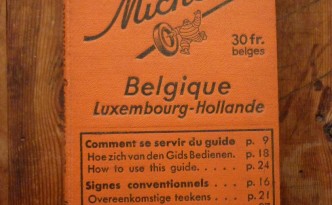 30 fr.
belges
Belgique
Luxembourg-Hollande
Comment se servir du guide p. 9
Hoe zich van den Gids Bedienen. p. 18
How to use this guide..... p. 24
Signes conventionnels... p. 16
Overeenkomstige teekens p. 21